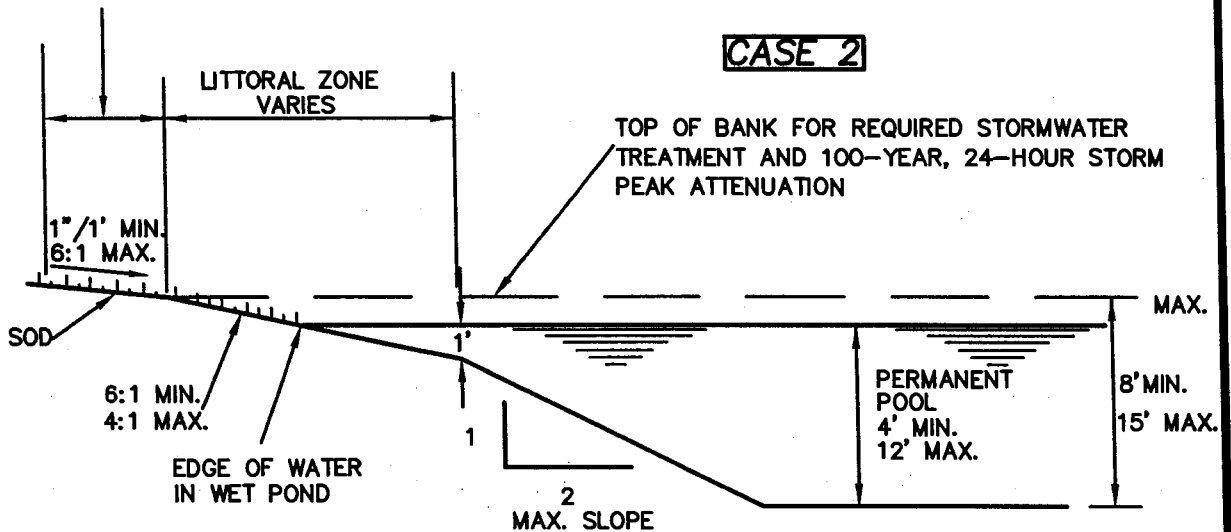 CASE 2
LITTORAL ZONE
VARIES
TOP OF BANK FOR REQUIRED STORMWATER
TREATMENT AND 100-YEAR, 24-HOUR STORM
PEAK ATTENUATION
1"/1' MIN.
6:1 MAX.
MAX.
SOD
1'
6:1 MIN.
4:1 MAX.
PERMANENT
POOL
4' MIN.
12' MAX.
8' MIN.
15' MAX.
1
EDGE OF WATER
IN WET POND
2
MAX. SLOPE